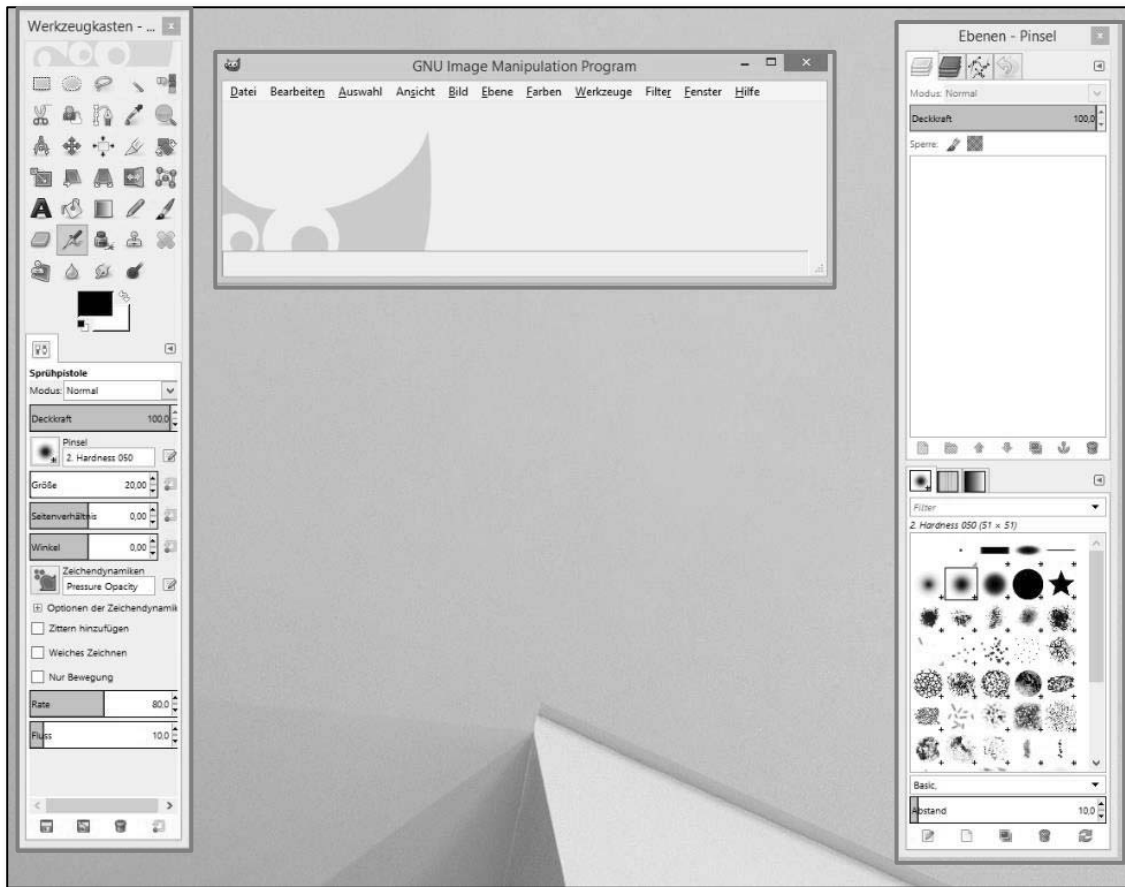 Werkzeugkasten - ...
Sprühpistole
Modus: Normal
Deckkraft 100,0
Pinsel
2. Hardness 050
Größe 20,00
Seitenverhältnis 0,00
Winkel 0,00
Zeichendynamiken
Pressure Opacity
Optionen der Zeichendynamik
Zittern hinzufügen
Weiches Zeichnen
Nur Bewegung
Rate 80,0
Fluss 10,0
GNU Image Manipulation Program
Datei Bearbeiten Auswahl Ansicht Bild Ebene Farben Werkzeuge Filter Fenster Hilfe
Ebenen - Pinsel
Modus: Normal
Deckkraft 100,0
Sperre:
Filter
2. Hardness 050 (51 × 51)
Basic,
Abstand 10,0